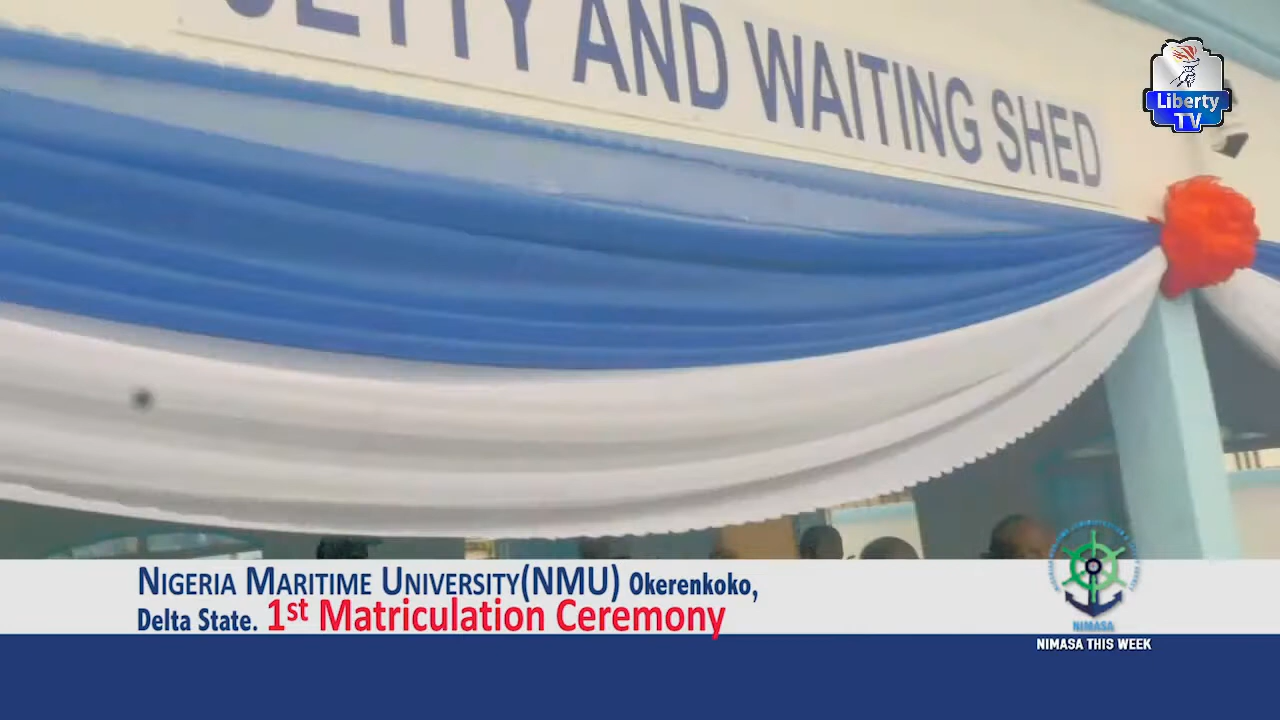 JETTY AND WAITING SHED
Liberty
TV
NIGERIA MARITIME UNIVERSITY(NMU) Okerenkoko,
Delta State. 1st Matriculation Ceremony
NIMASA
NIMASA THIS WEEK